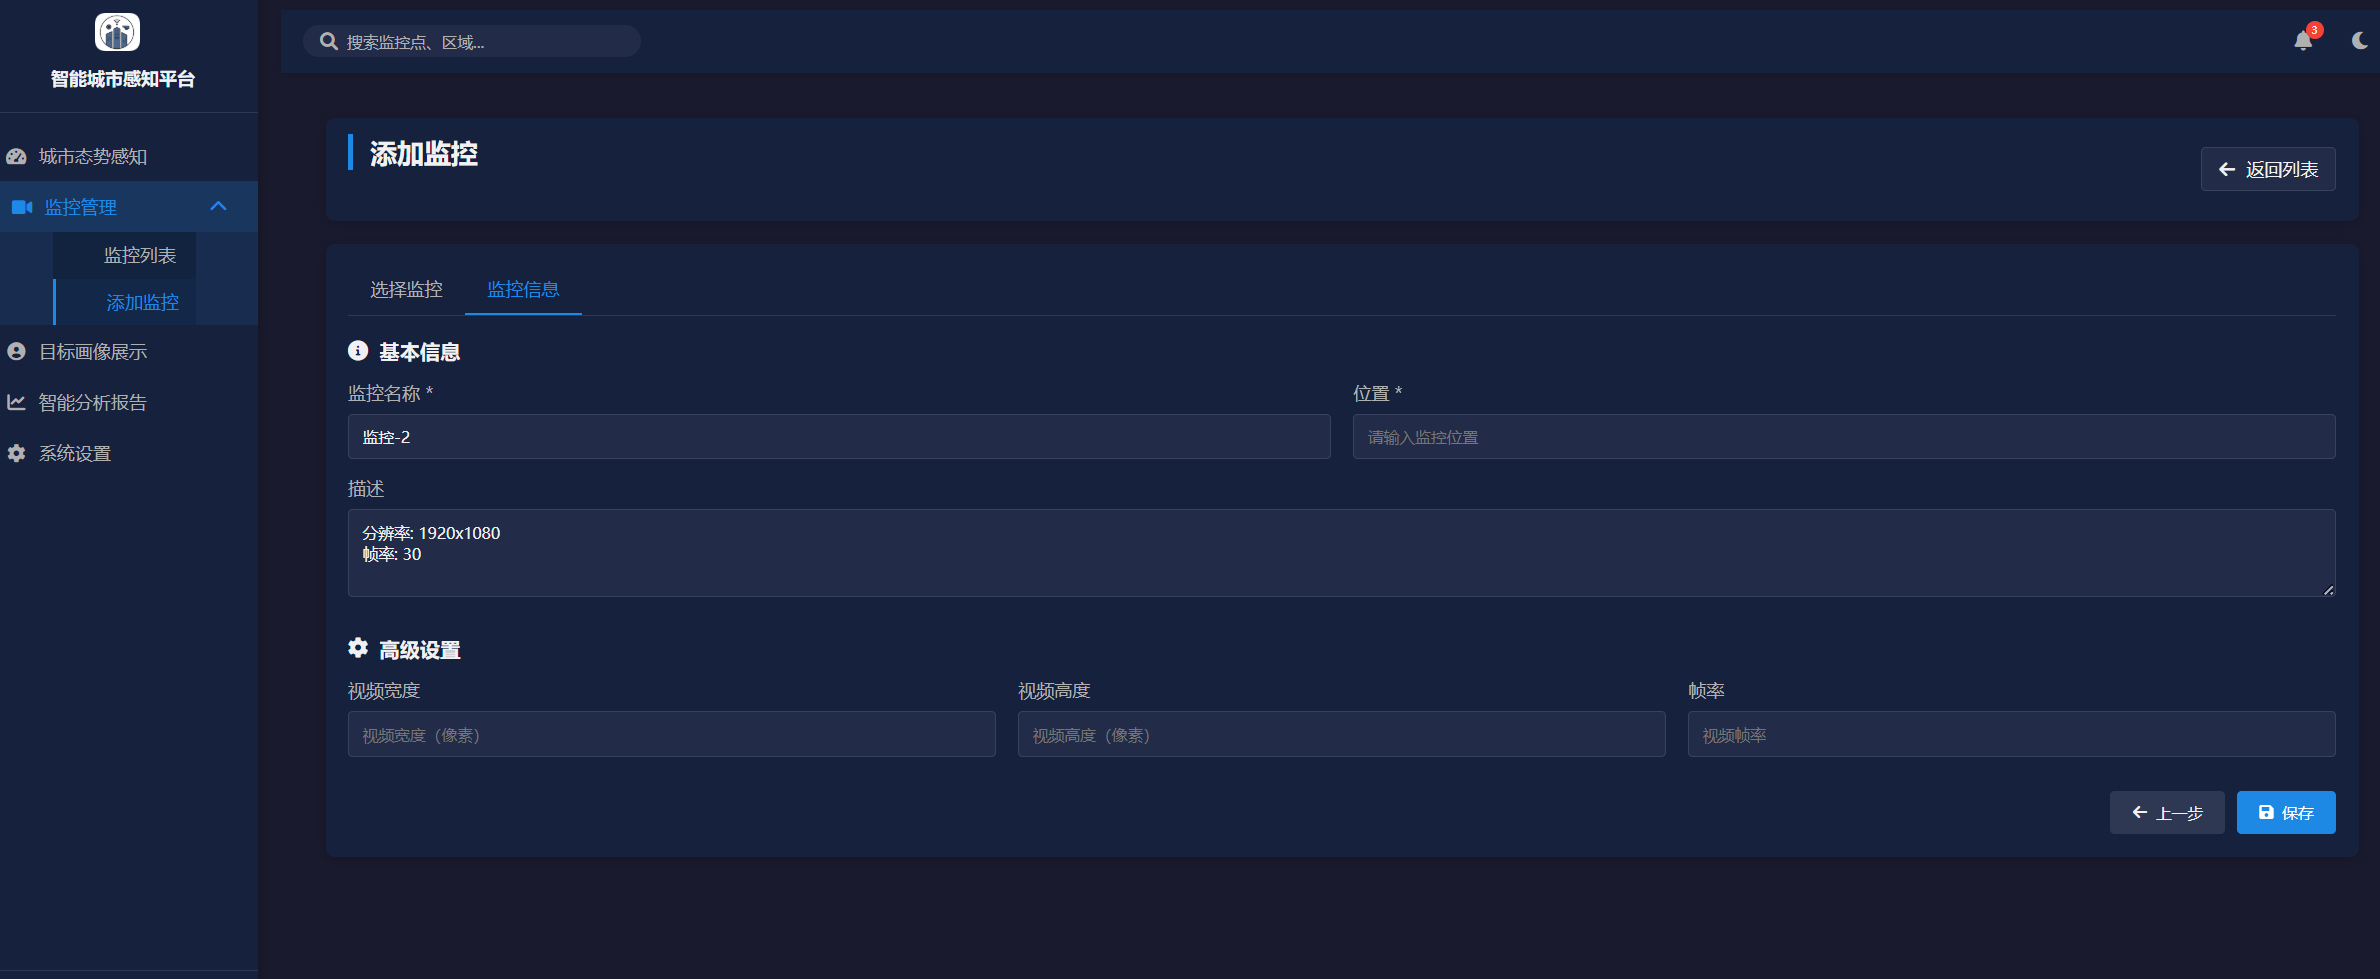 智能城市感知平台
城市态势感知
监控管理
监控列表
添加监控
目标画像展示
智能分析报告
系统设置
搜索监控点、区域...
3
添加监控
返回列表
选择监控
监控信息
基本信息
监控名称 *
位置 *
监控-2
请输入监控位置
描述
分辨率: 1920x1080
帧率: 30
高级设置
视频宽度
视频高度
帧率
视频宽度（像素）
视频高度（像素）
视频帧率
上一步
保存